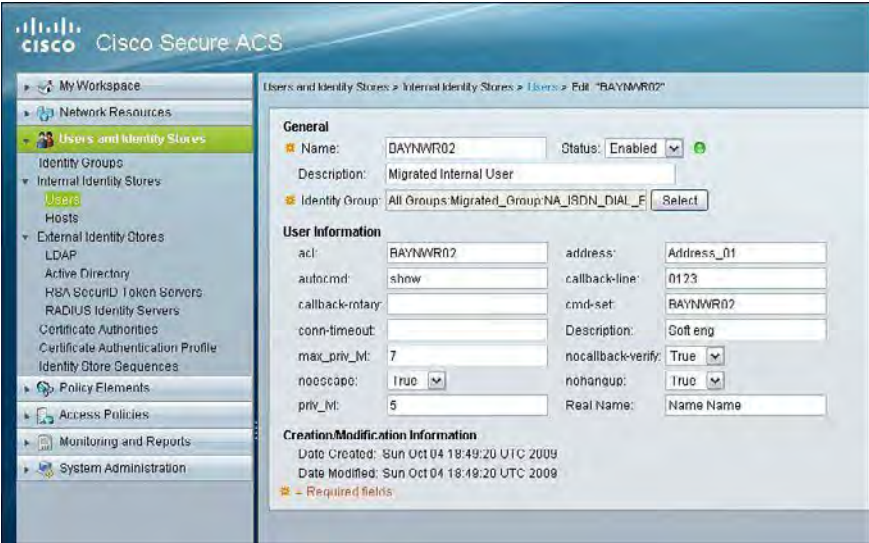 CISCO Cisco Secure ACS
My Workspace
Network Resources
Users and Identity Stores
Identity Groups
Internal Identity Stores
Users
Hosts
External Identity Stores
LDAP
Active Directory
RSA SecurID Token Servers
RADIUS Identity Servers
Certificate Authorities
Certificate Authentication Profile
Identity Store Sequences
Policy Elements
Access Policies
Monitoring and Reports
System Administration
Users and Identity Stores > Internal Identity Stores > Users > Edit: "BAYNWR02"
General
Name: BAYNWR02 Status: Enabled
Description: Migrated Internal User
Identity Group: All Groups:Migrated_Group:NA_ISDN_DIAL_ Select
User Information
acl: BAYNWR02 address: Address_01
autocmd: show callback-line: 0123
callback-rotary: cmd-set: BAYNWR02
conn-timeout: Description: Soft eng
max_priv_lvl: 7 nocallback-verify: True
noescape: True nohangup: True
priv_lvl: 5 Real Name: Name Name
Creation/Modification Information
Date Created: Sun Oct 04 18:49:20 UTC 2009
Date Modified: Sun Oct 04 18:49:20 UTC 2009
= Required fields